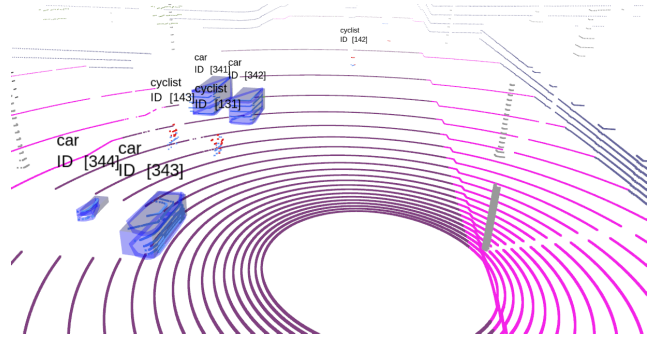 cyclist
ID [142]
car
ID [341]
car
ID [342]
cyclist
ID [143]
cyclist
ID [131]
car
ID [344]
car
ID [343]